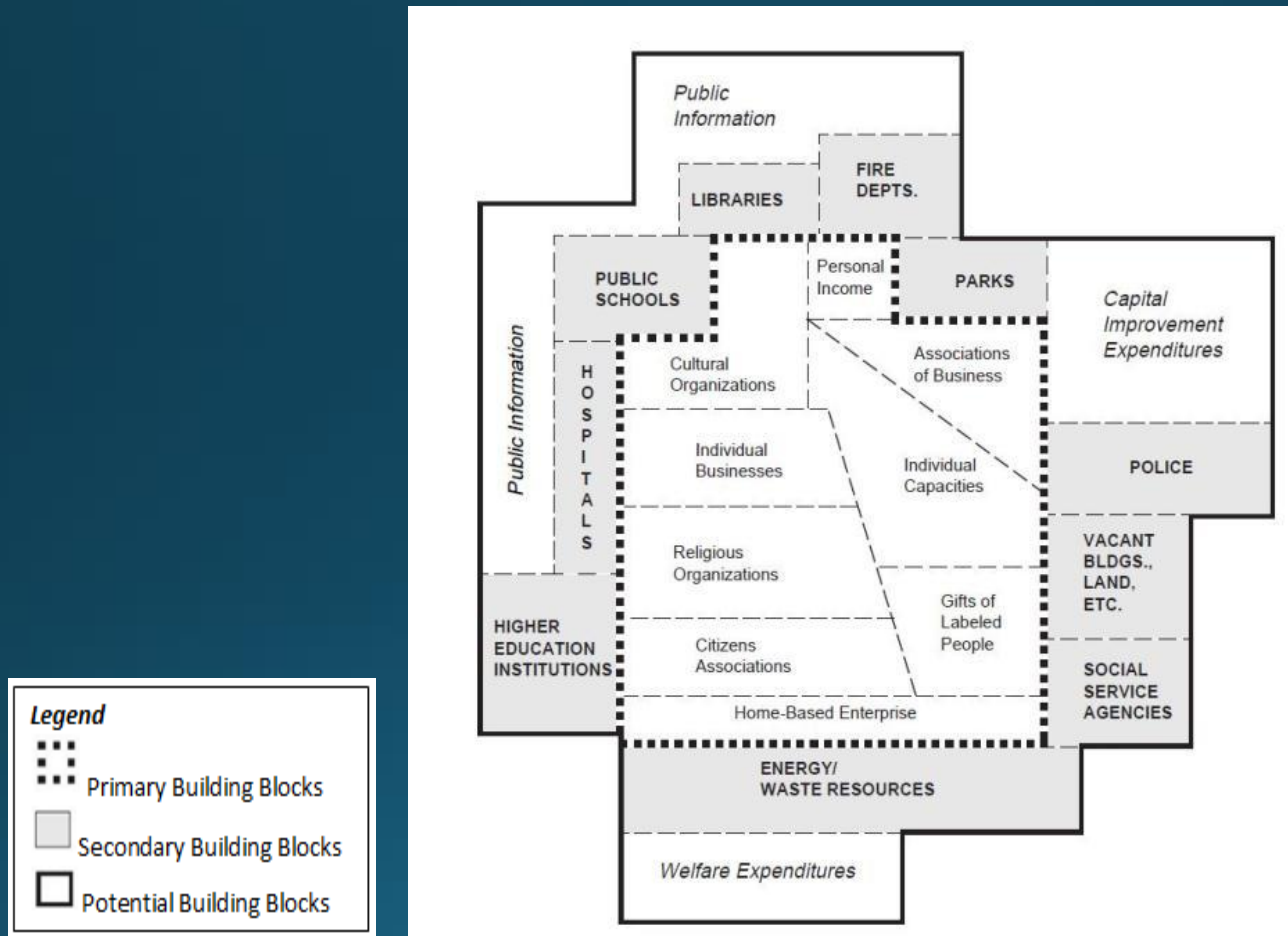 Public
Information
FIRE
DEPTS.
LIBRARIES
Personal
Income
PUBLIC
SCHOOLS
PARKS
Capital
Improvement
Expenditures
Public Information
HOSPITALS
Cultural
Organizations
Associations
of Business
Individual
Businesses
Individual
Capacities
POLICE
Religious
Organizations
VACANT
BLDGS.,
LAND,
ETC.
Gifts of
Labeled
People
HIGHER
EDUCATION
INSTITUTIONS
Citizens
Associations
SOCIAL
SERVICE
AGENCIES
Home-Based Enterprise
ENERGY/
WASTE RESOURCES
Welfare Expenditures
Legend
Primary Building Blocks
Secondary Building Blocks
Potential Building Blocks